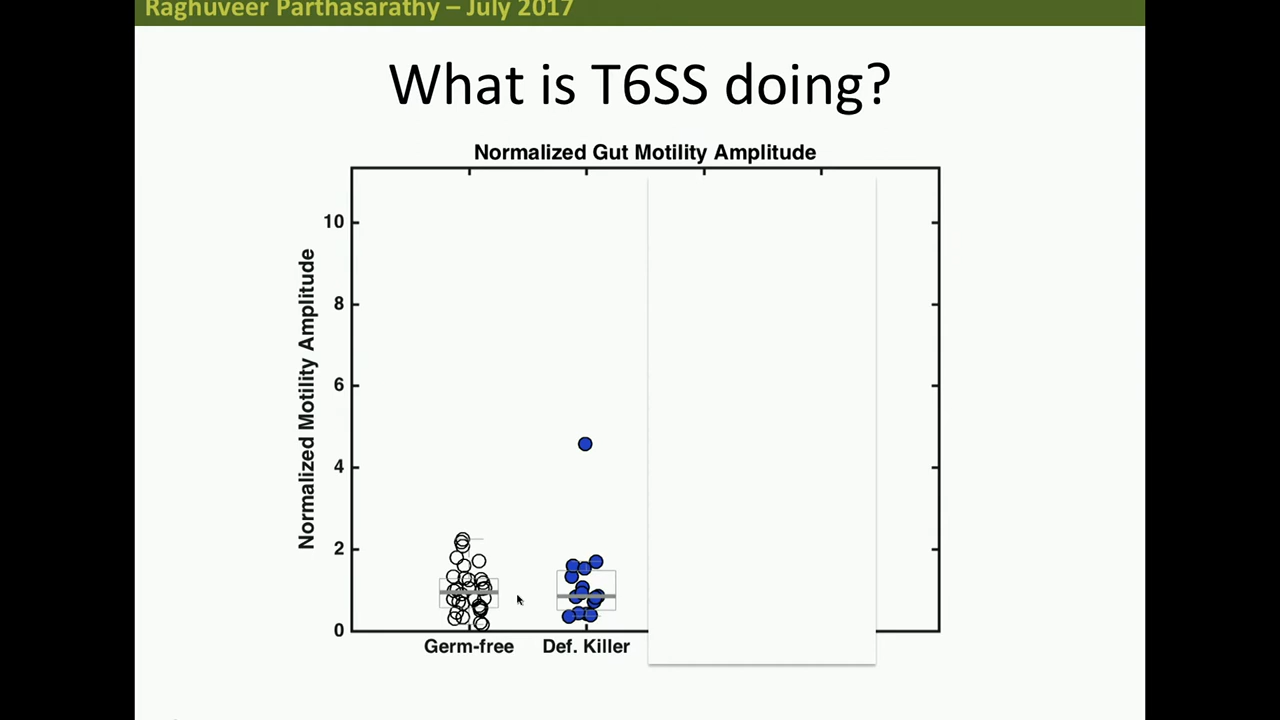 Raghuveer Parthasarathy – July 2017
What is T6SS doing?
Normalized Gut Motility Amplitude
Normalized Motility Amplitude
10
8
6
4
2
0
Germ-free
Def. Killer